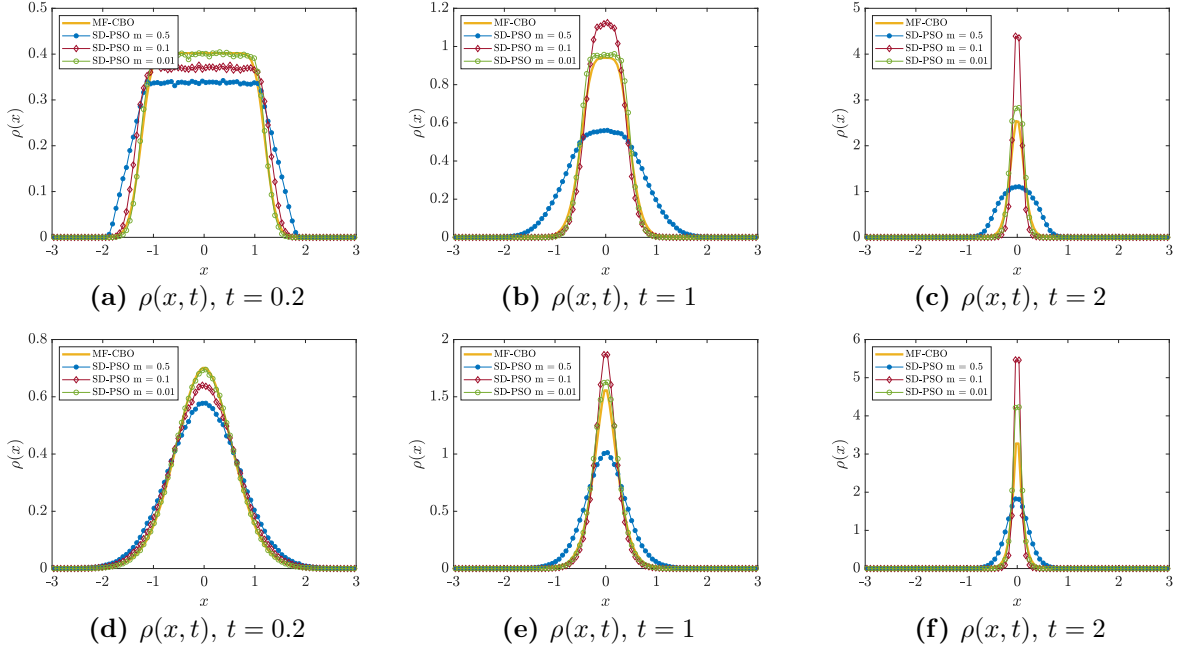 0.5
0.4
0.3
0.2
0.1
0
ρ(x)
MF-CBO
SD-PSO m = 0.5
SD-PSO m = 0.1
SD-PSO m = 0.01
-3 -2 -1 0 1 2 3
x
(a) ρ(x, t), t = 0.2
1.2
1
0.8
0.6
0.4
0.2
0
ρ(x)
MF-CBO
SD-PSO m = 0.5
SD-PSO m = 0.1
SD-PSO m = 0.01
-3 -2 -1 0 1 2 3
x
(b) ρ(x, t), t = 1
5
4
3
2
1
0
ρ(x)
MF-CBO
SD-PSO m = 0.5
SD-PSO m = 0.1
SD-PSO m = 0.01
-3 -2 -1 0 1 2 3
x
(c) ρ(x, t), t = 2
0.8
0.6
0.4
0.2
0
ρ(x)
MF-CBO
SD-PSO m = 0.5
SD-PSO m = 0.1
SD-PSO m = 0.01
-3 -2 -1 0 1 2 3
x
(d) ρ(x, t), t = 0.2
2
1.5
1
0.5
0
ρ(x)
MF-CBO
SD-PSO m = 0.5
SD-PSO m = 0.1
SD-PSO m = 0.01
-3 -2 -1 0 1 2 3
x
(e) ρ(x, t), t = 1
6
5
4
3
2
1
0
ρ(x)
MF-CBO
SD-PSO m = 0.5
SD-PSO m = 0.1
SD-PSO m = 0.01
-3 -2 -1 0 1 2 3
x
(f) ρ(x, t), t = 2